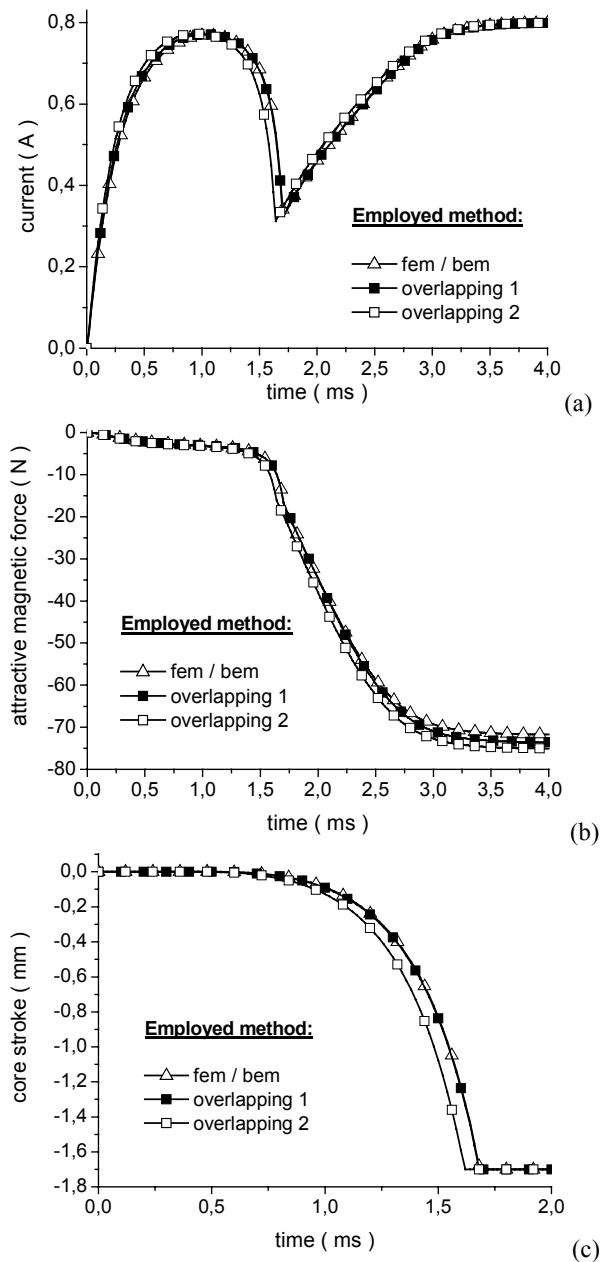 0,8
0,6
0,4
0,2
0,0
current ( A )
Employed method:
fem / bem
overlapping 1
overlapping 2
0,0 0,5 1,0 1,5 2,0 2,5 3,0 3,5 4,0
time ( ms )
(a)
0
-10
-20
-30
-40
-50
-60
-70
-80
attractive magnetic force ( N )
Employed method:
fem / bem
overlapping 1
overlapping 2
0,0 0,5 1,0 1,5 2,0 2,5 3,0 3,5 4,0
time ( ms )
(b)
0,0
-0,2
-0,4
-0,6
-0,8
-1,0
-1,2
-1,4
-1,6
-1,8
core stroke ( mm )
Employed method:
fem / bem
overlapping 1
overlapping 2
0,0 0,5 1,0 1,5 2,0
time ( ms )
(c)